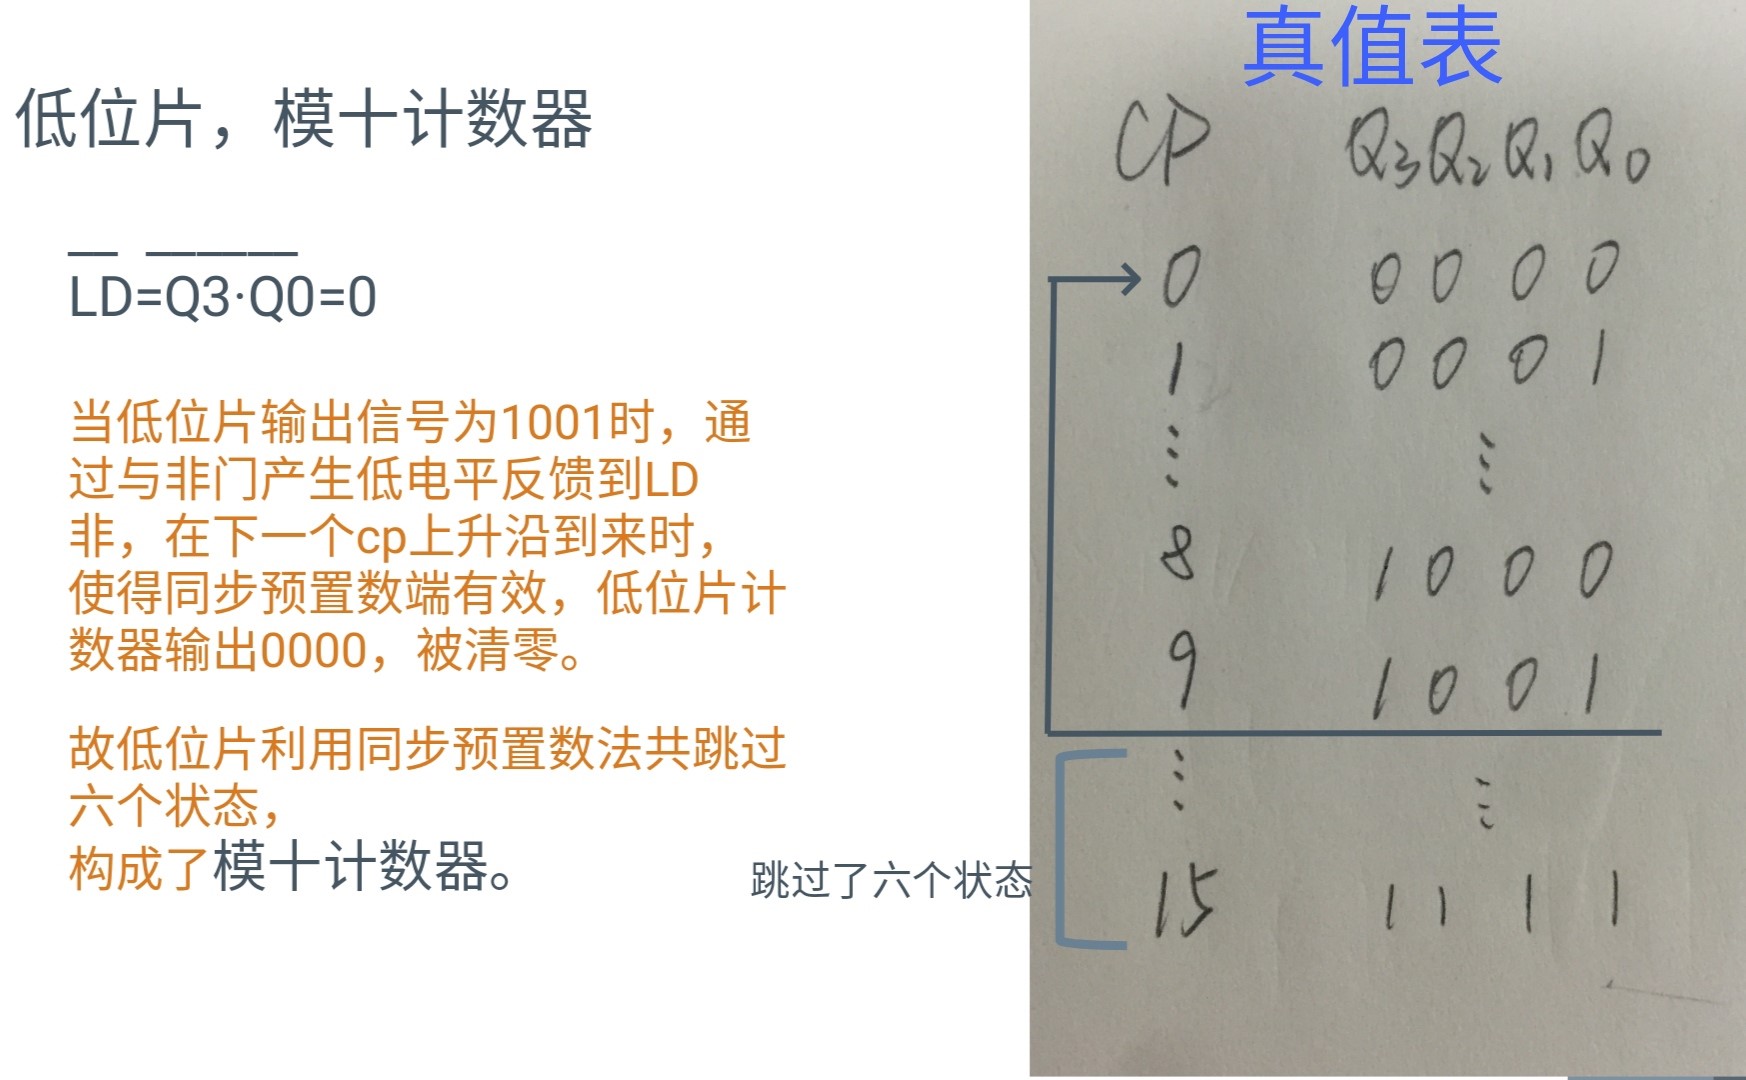 低位片，模十计数器
__ ______
LD=Q3·Q0=0
当低位片输出信号为1001时，通
过与非门产生低电平反馈到LD
非，在下一个cp上升沿到来时，
使得同步预置数端有效，低位片计
数器输出0000，被清零。
故低位片利用同步预置数法共跳过
六个状态，
构成了模十计数器。
跳过了六个状态
真值表
CP Q3 Q2 Q1 Q0
0 0 0 0 0
1 0 0 0 1
⋮ ⋮
8 1 0 0 0
9 1 0 0 1
⋮ ⋮
15 1 1 1 1